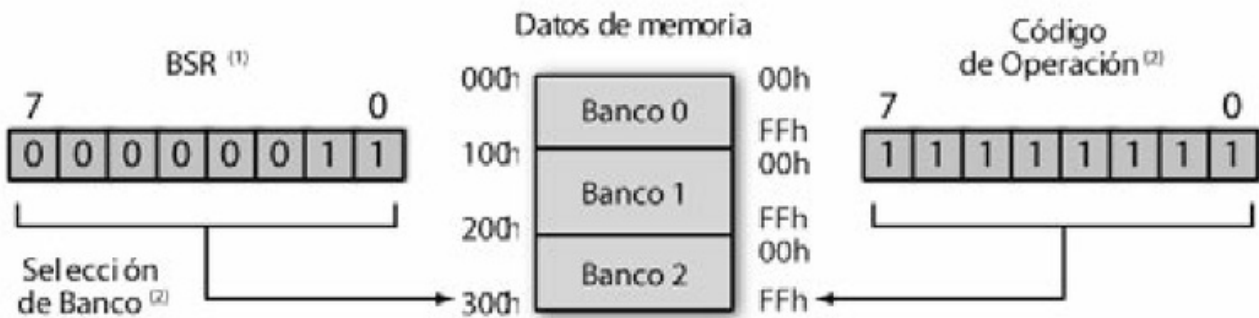 Datos de memoria
BSR (1)
7 0
0 0 0 0 0 0 1 1
Selección
de Banco (2)
000h
100h
200h
300h
Banco 0
Banco 1
Banco 2
00h
FFh
00h
FFh
00h
FFh
Código
de Operación (2)
7 0
1 1 1 1 1 1 1 1